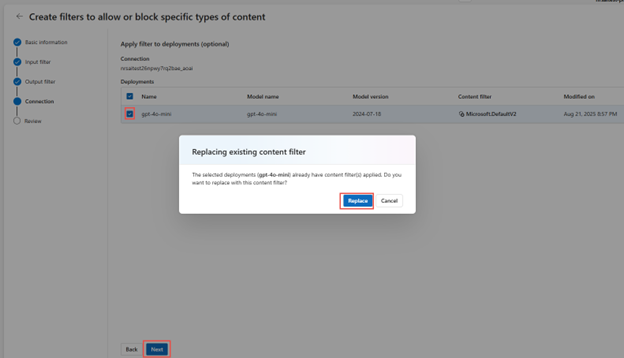 Create filters to allow or block specific types of content
Basic information
Input filter
Output filter
Connection
Review
Apply filter to deployments (optional)
Connection
Deployments
Name Model name Model version Content filter Modified on
gpt-4o-mini gpt-4o-mini 2024-07-18 Microsoft.DefaultV2 Aug 21, 2025 8:57 PM
Replacing existing content filter
The selected deployments (gpt-4o-mini) already have content filter(s) applied. Do you
want to replace with this content filter?
Replace Cancel
Back Next